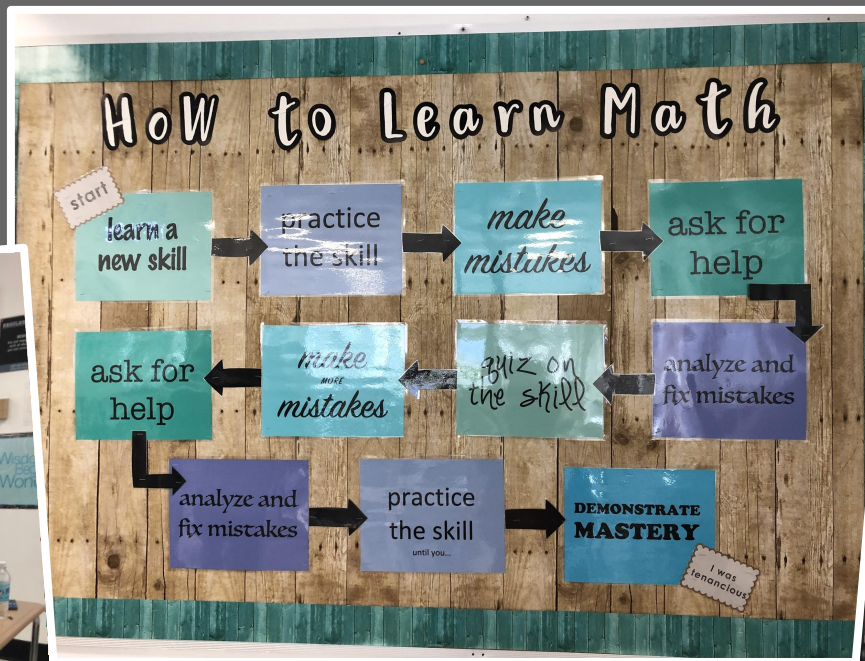 How to Learn Math
start
learn a
new skill
practice
the skill
make
mistakes
ask for
help
analyze and
fix mistakes
quiz on
the skill
make
MORE
mistakes
ask for
help
analyze and
fix mistakes
practice
the skill
until you...
DEMONSTRATE
MASTERY
I was
tenancious